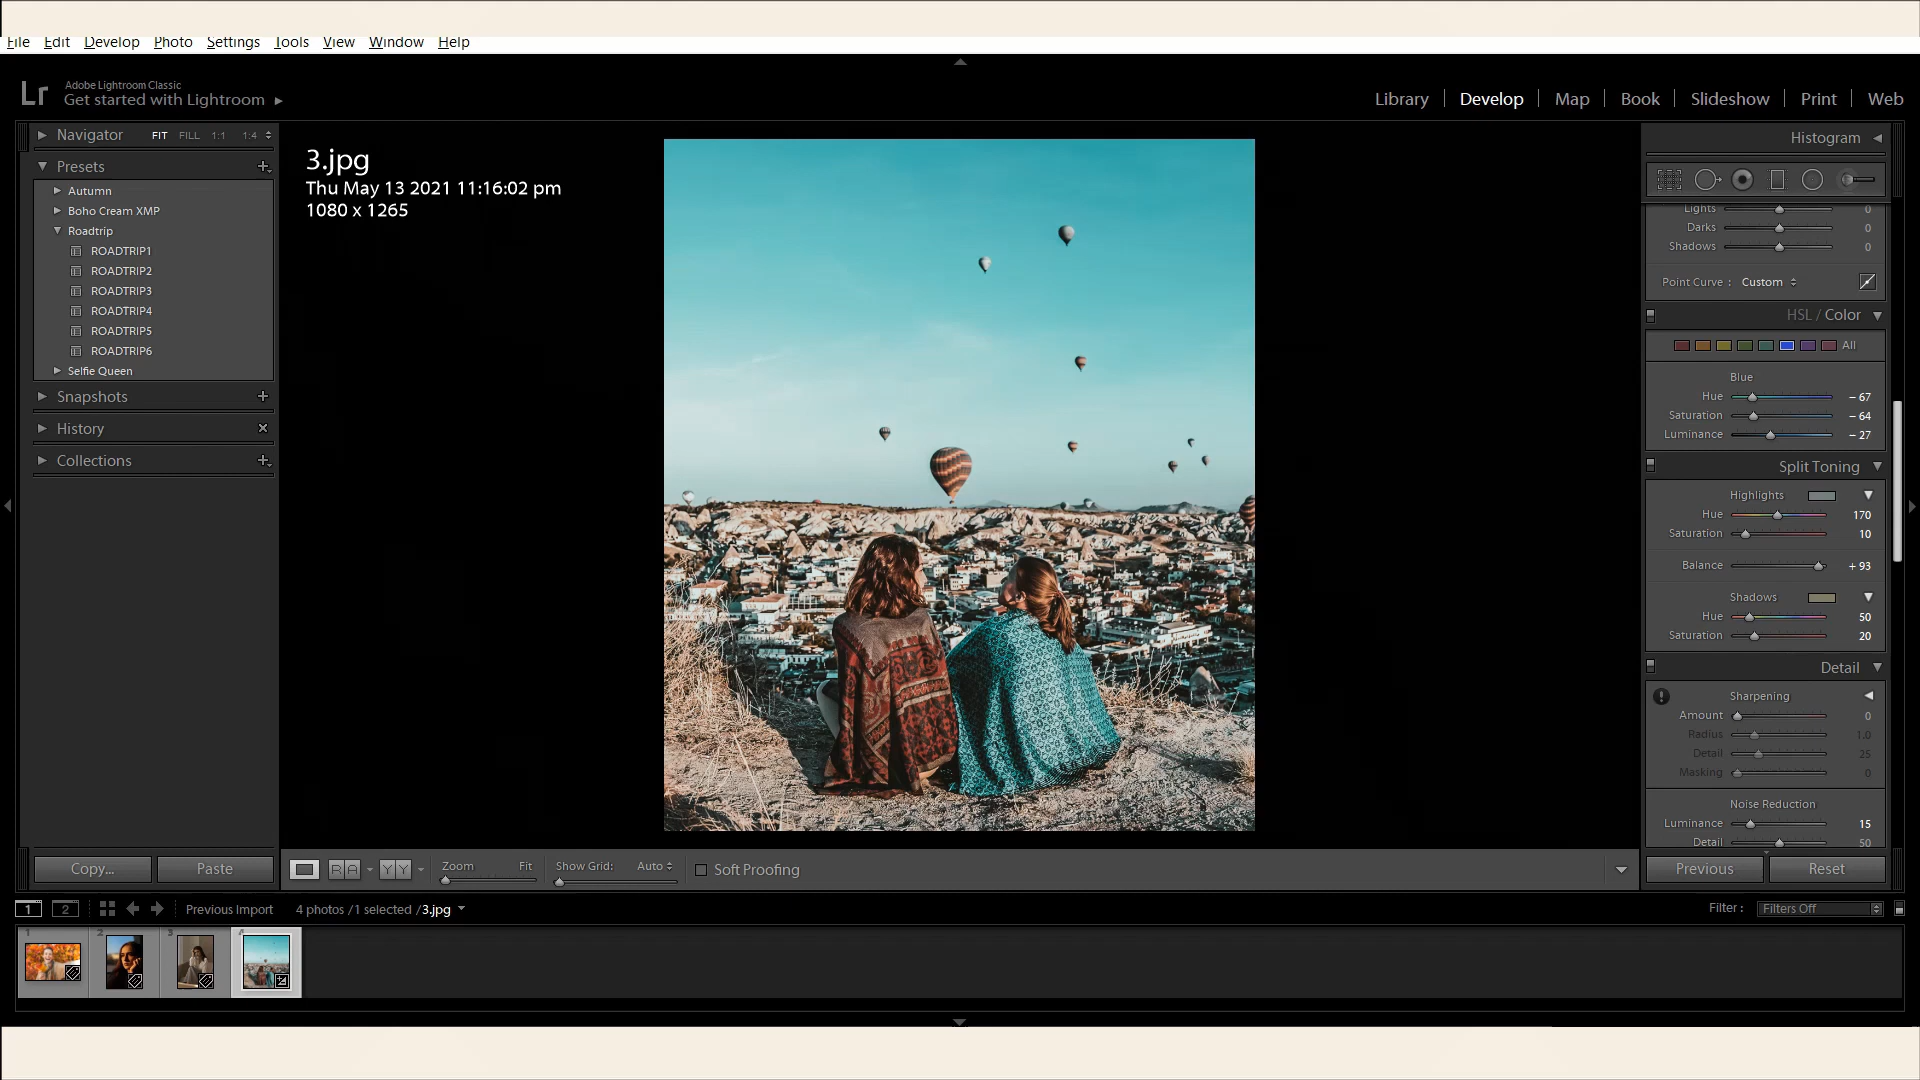 File Edit Develop Photo Settings Tools View Window Help
Lr
Adobe Lightroom Classic
Get started with Lightroom
Library Develop Map Book Slideshow Print Web
Navigator FIT FILL 1:1 1:4
Presets
Autumn
Boho Cream XMP
Roadtrip
ROADTRIP1
ROADTRIP2
ROADTRIP3
ROADTRIP4
ROADTRIP5
ROADTRIP6
Selfie Queen
Snapshots
History
Collections
Copy... Paste
3.jpg
Thu May 13 2021 11:16:02 pm
1080 x 1265
Histogram
Lights 0
Darks 0
Shadows 0
Point Curve : Custom
HSL / Color
All
Blue
Hue – 67
Saturation – 64
Luminance – 27
Split Toning
Highlights
Hue 170
Saturation 10
Balance + 93
Shadows
Hue 50
Saturation 20
Detail
Sharpening
Amount 0
Radius 1.0
Detail 25
Masking 0
Noise Reduction
Luminance 15
Detail 50
Previous Reset
R A Y Y Zoom Fit Show Grid: Auto Soft Proofing
1 2 Previous Import 4 photos / 1 selected / 3.jpg Filter : Filters Off
1 2 3 4